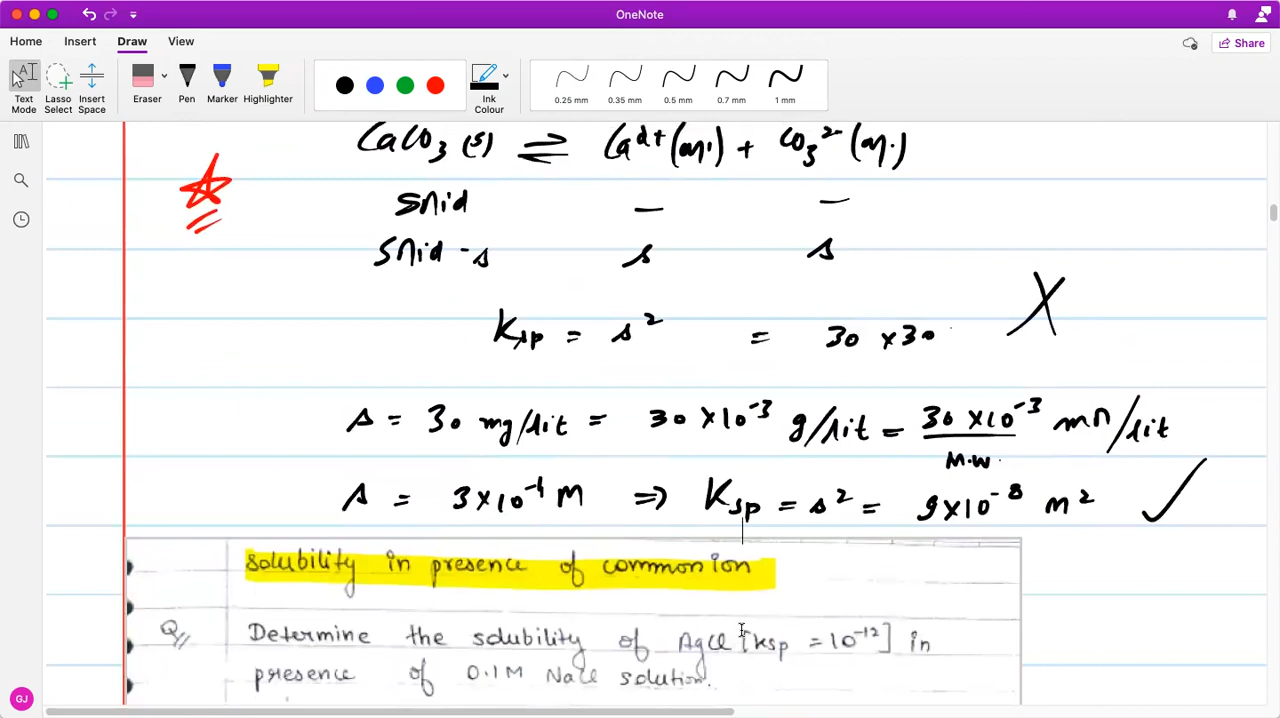 OneNote
Home Insert Draw View
Share
Text Mode
Lasso Select
Insert Space
Eraser
Pen
Marker
Highlighter
Ink Colour
0.25 mm
0.35 mm
0.5 mm
0.7 mm
1 mm
CaCO3 (s) ⇌ Ca2+ (aq.) + CO3 2- (aq.)
solid — —
solid - s s s
Ksp = s² = 30 × 30 X
s = 30 mg/lit = 30 × 10⁻³ g/lit = 30 × 10⁻³ mol/lit
M.W.
s = 3 × 10⁻⁴ M ⇒ Ksp = s² = 9 × 10⁻⁸ M² ✓
solubility in presence of common ion
Q// Determine the solubility of AgCl [Ksp = 10⁻¹²] in
presence of 0.1M NaCl solution.
GJ